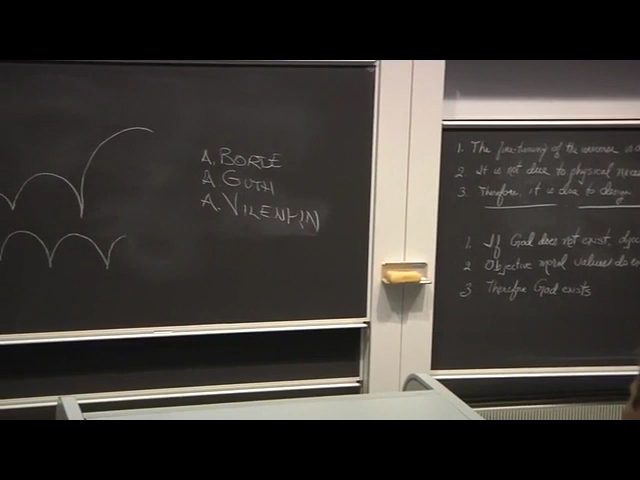 A. BORDE
A. GUTH
A. VILENKIN
1. The fine-tuning of the universe
2. It is not due to physical
3. Therefore, it is due to design
1. If God does not exist,
2 Objective moral values do
3 Therefore God exists